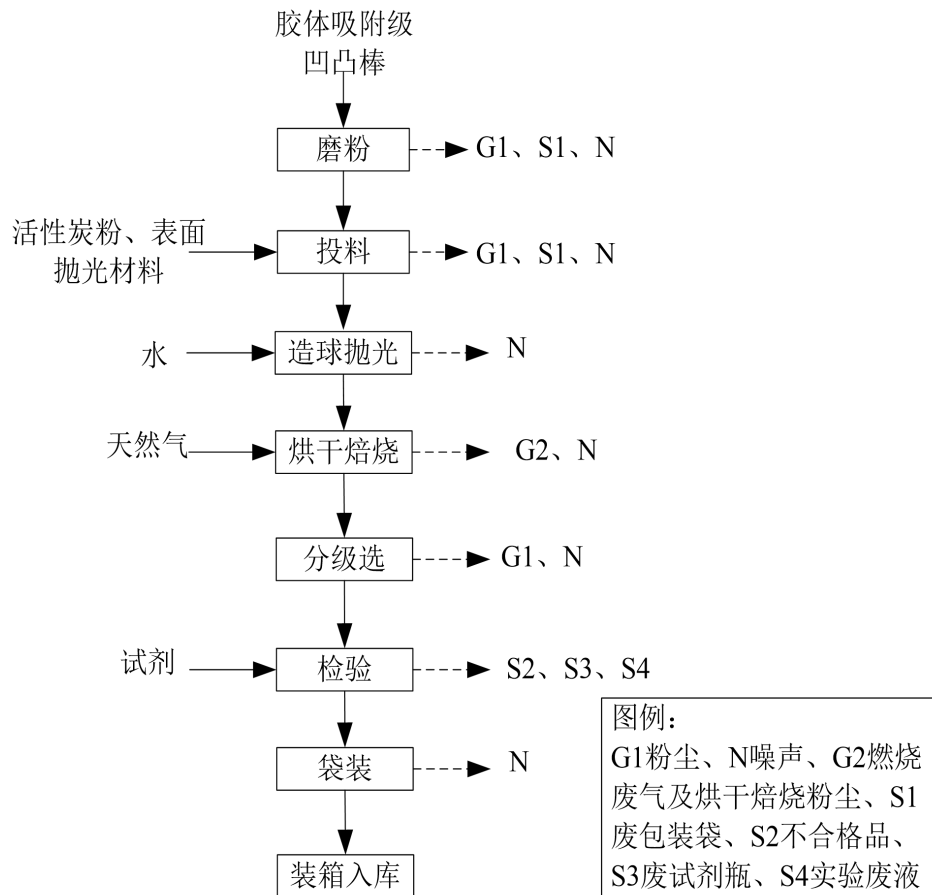 胶体吸附级
凹凸棒
磨粉
G1、S1、N
活性炭粉、表面
抛光材料
投料
G1、S1、N
水
造球抛光
N
天然气
烘干焙烧
G2、N
分级选
G1、N
试剂
检验
S2、S3、S4
袋装
N
装箱入库
图例：
G1粉尘、N噪声、G2燃烧
废气及烘干焙烧粉尘、S1
废包装袋、S2不合格品、
S3废试剂瓶、S4实验废液